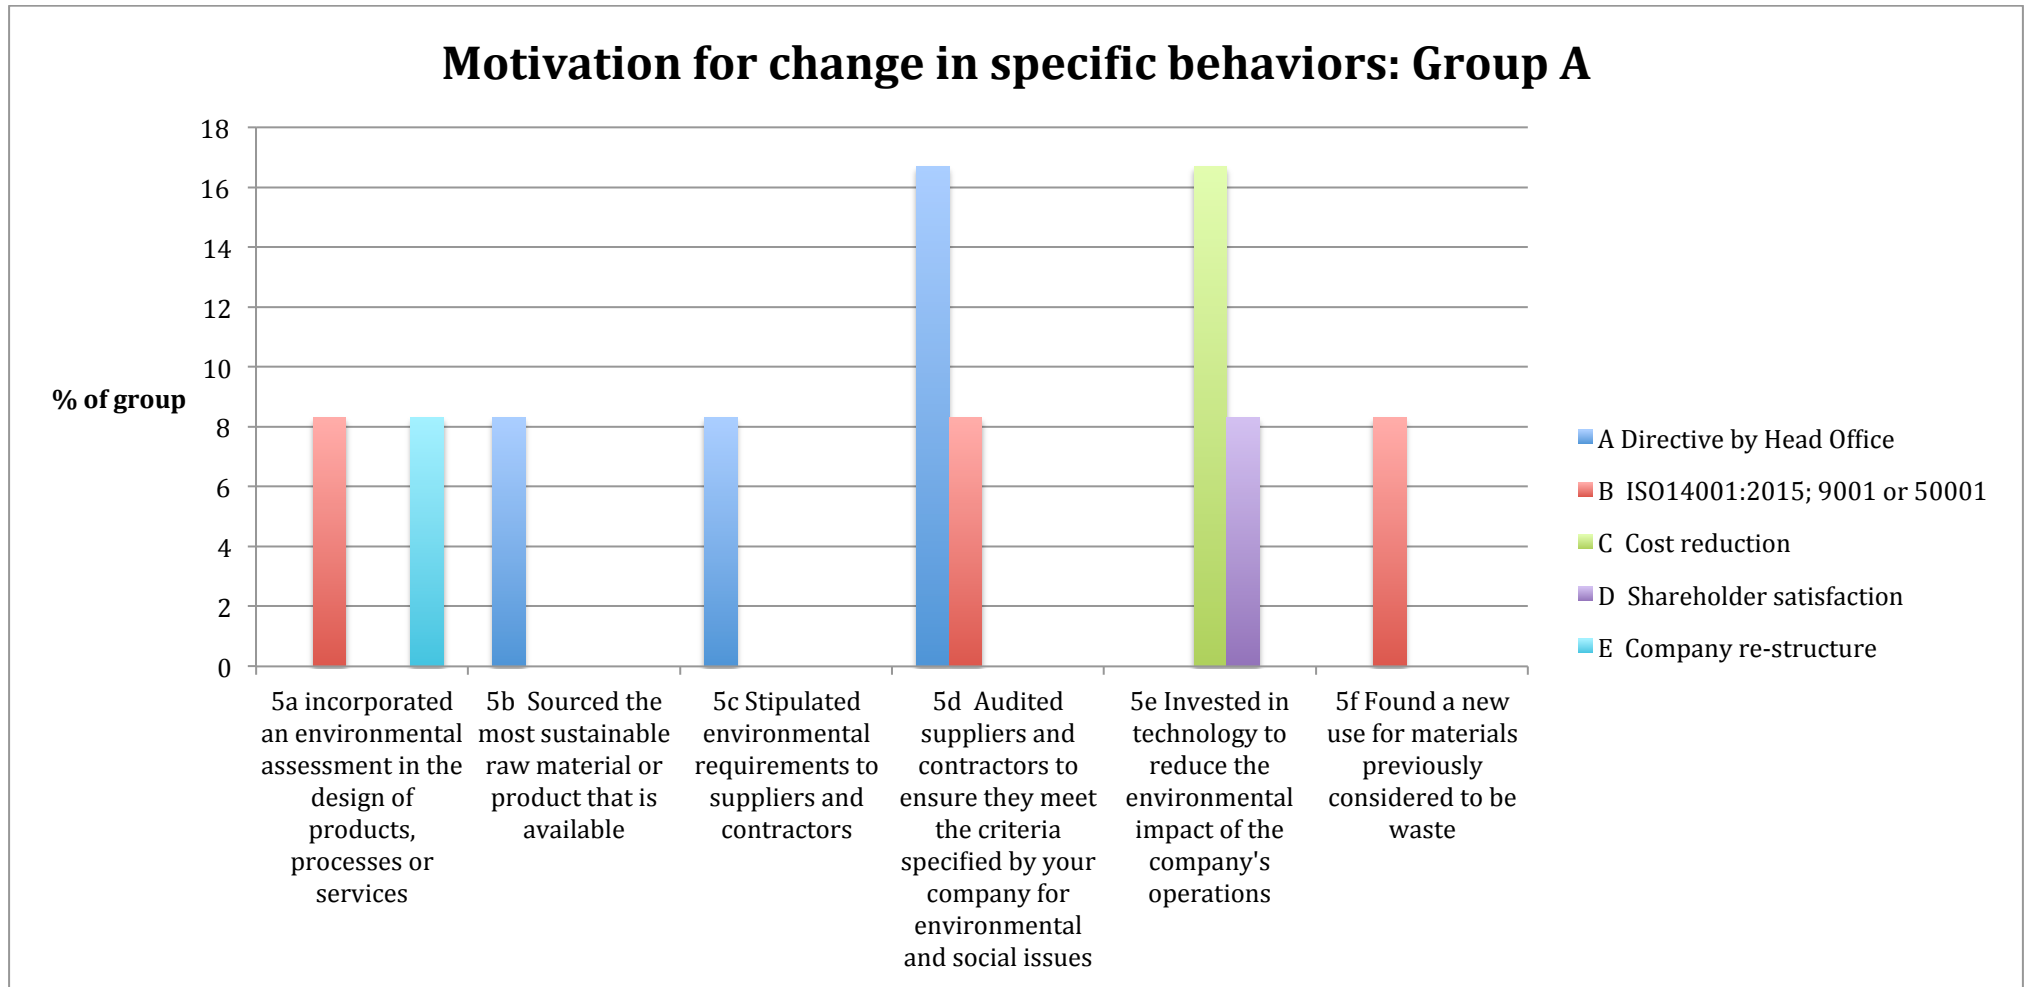 Motivation for change in specific behaviors: Group A
18
16
14
12
10
8
6
4
2
0
% of group
5a incorporated
an environmental
assessment in the
design of
products,
processes or
services
5b  Sourced the
most sustainable
raw material or
product that is
available
5c Stipulated
environmental
requirements to
suppliers and
contractors
5d  Audited
suppliers and
contractors to
ensure they meet
the criteria
specified by your
company for
environmental
and social issues
5e Invested in
technology to
reduce the
environmental
impact of the
company's
operations
5f Found a new
use for materials
previously
considered to be
waste
A Directive by Head Office
B  ISO14001:2015; 9001 or 50001
C  Cost reduction
D  Shareholder satisfaction
E  Company re-structure